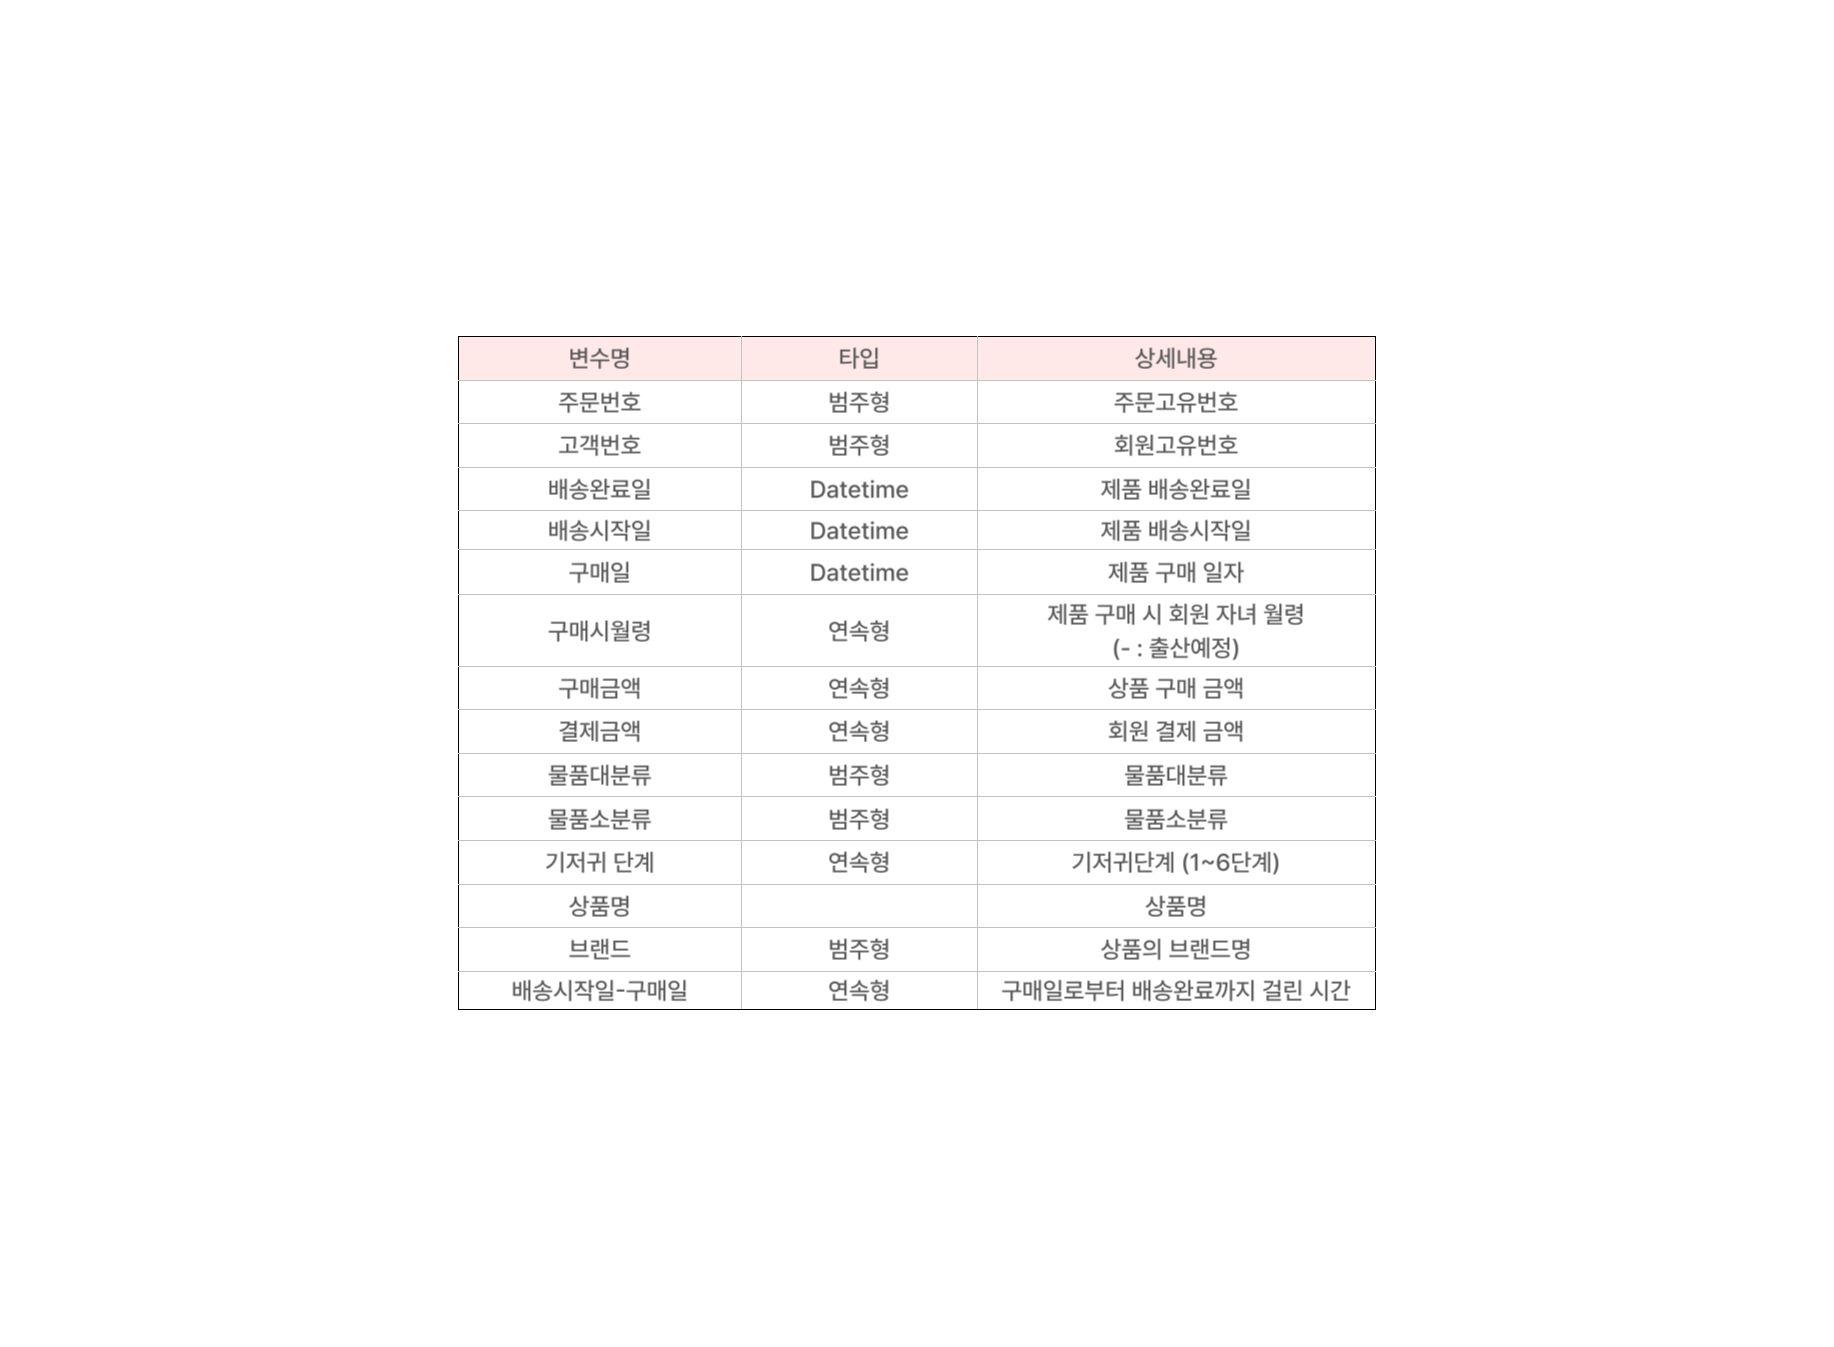 변수명 타입 상세내용
주문번호 범주형 주문고유번호
고객번호 범주형 회원고유번호
배송완료일 Datetime 제품 배송완료일
배송시작일 Datetime 제품 배송시작일
구매일 Datetime 제품 구매 일자
구매시월령 연속형 제품 구매 시 회원 자녀 월령
(- : 출산예정)
구매금액 연속형 상품 구매 금액
결제금액 연속형 회원 결제 금액
물품대분류 범주형 물품대분류
물품소분류 범주형 물품소분류
기저귀 단계 연속형 기저귀단계 (1~6단계)
상품명 상품명
브랜드 범주형 상품의 브랜드명
배송시작일-구매일 연속형 구매일로부터 배송완료까지 걸린 시간